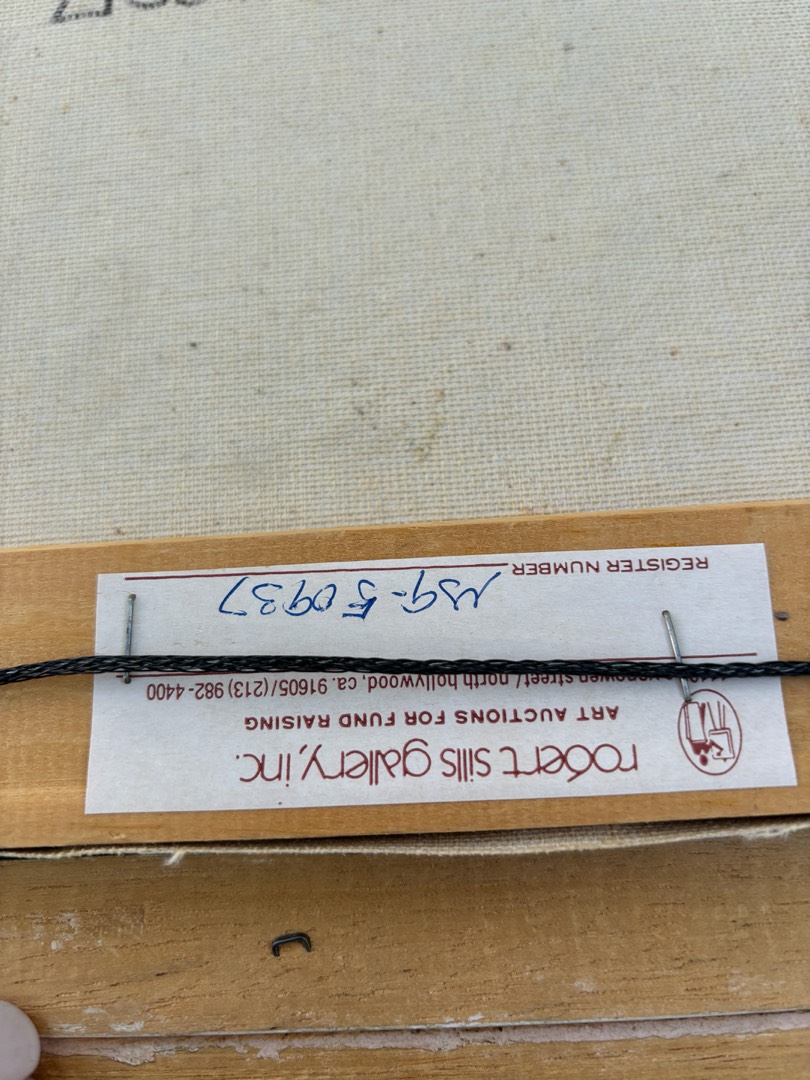 robert sills gallery, inc.
ART AUCTIONS FOR FUND RAISING
street/ north hollywood, ca. 91605/(213) 982-4400
50937
REGISTER NUMBER